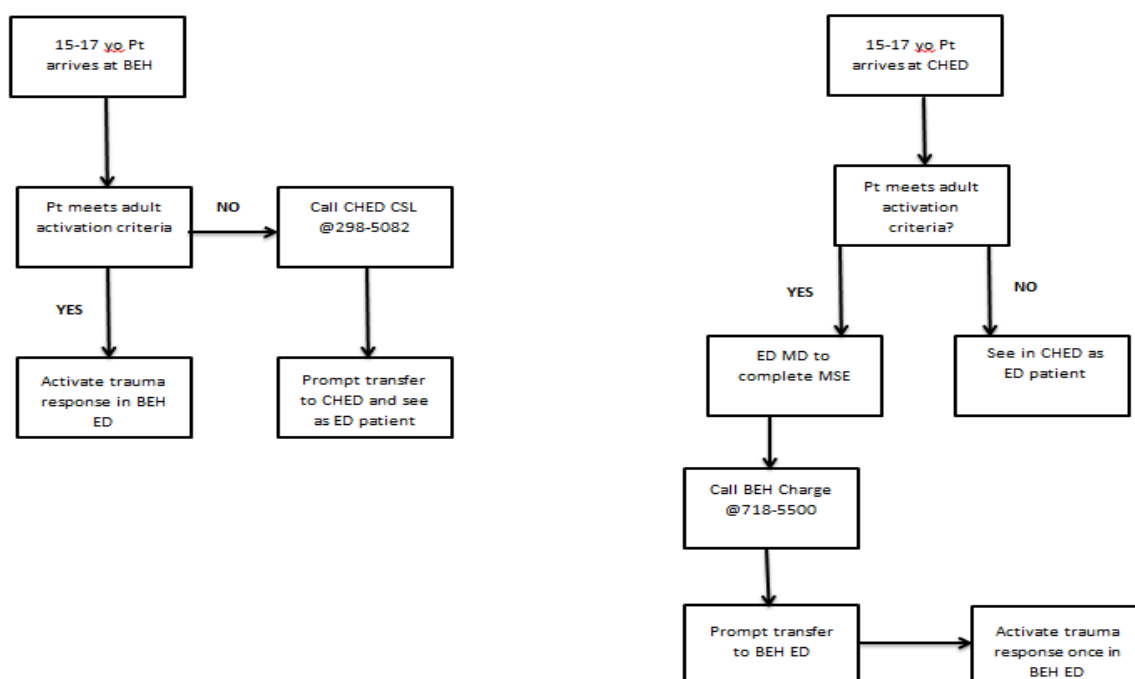 15-17 yo Pt
arrives at BEH
Pt meets adult
activation criteria
NO
Call CHED CSL
@298-5082
YES
Activate trauma
response in BEH
ED
Prompt transfer
to CHED and see
as ED patient
15-17 yo Pt
arrives at CHED
Pt meets adult
activation
criteria?
YES
NO
ED MD to
complete MSE
See in CHED as
ED patient
Call BEH Charge
@718-5500
Prompt transfer
to BEH ED
Activate trauma
response once in
BEH ED